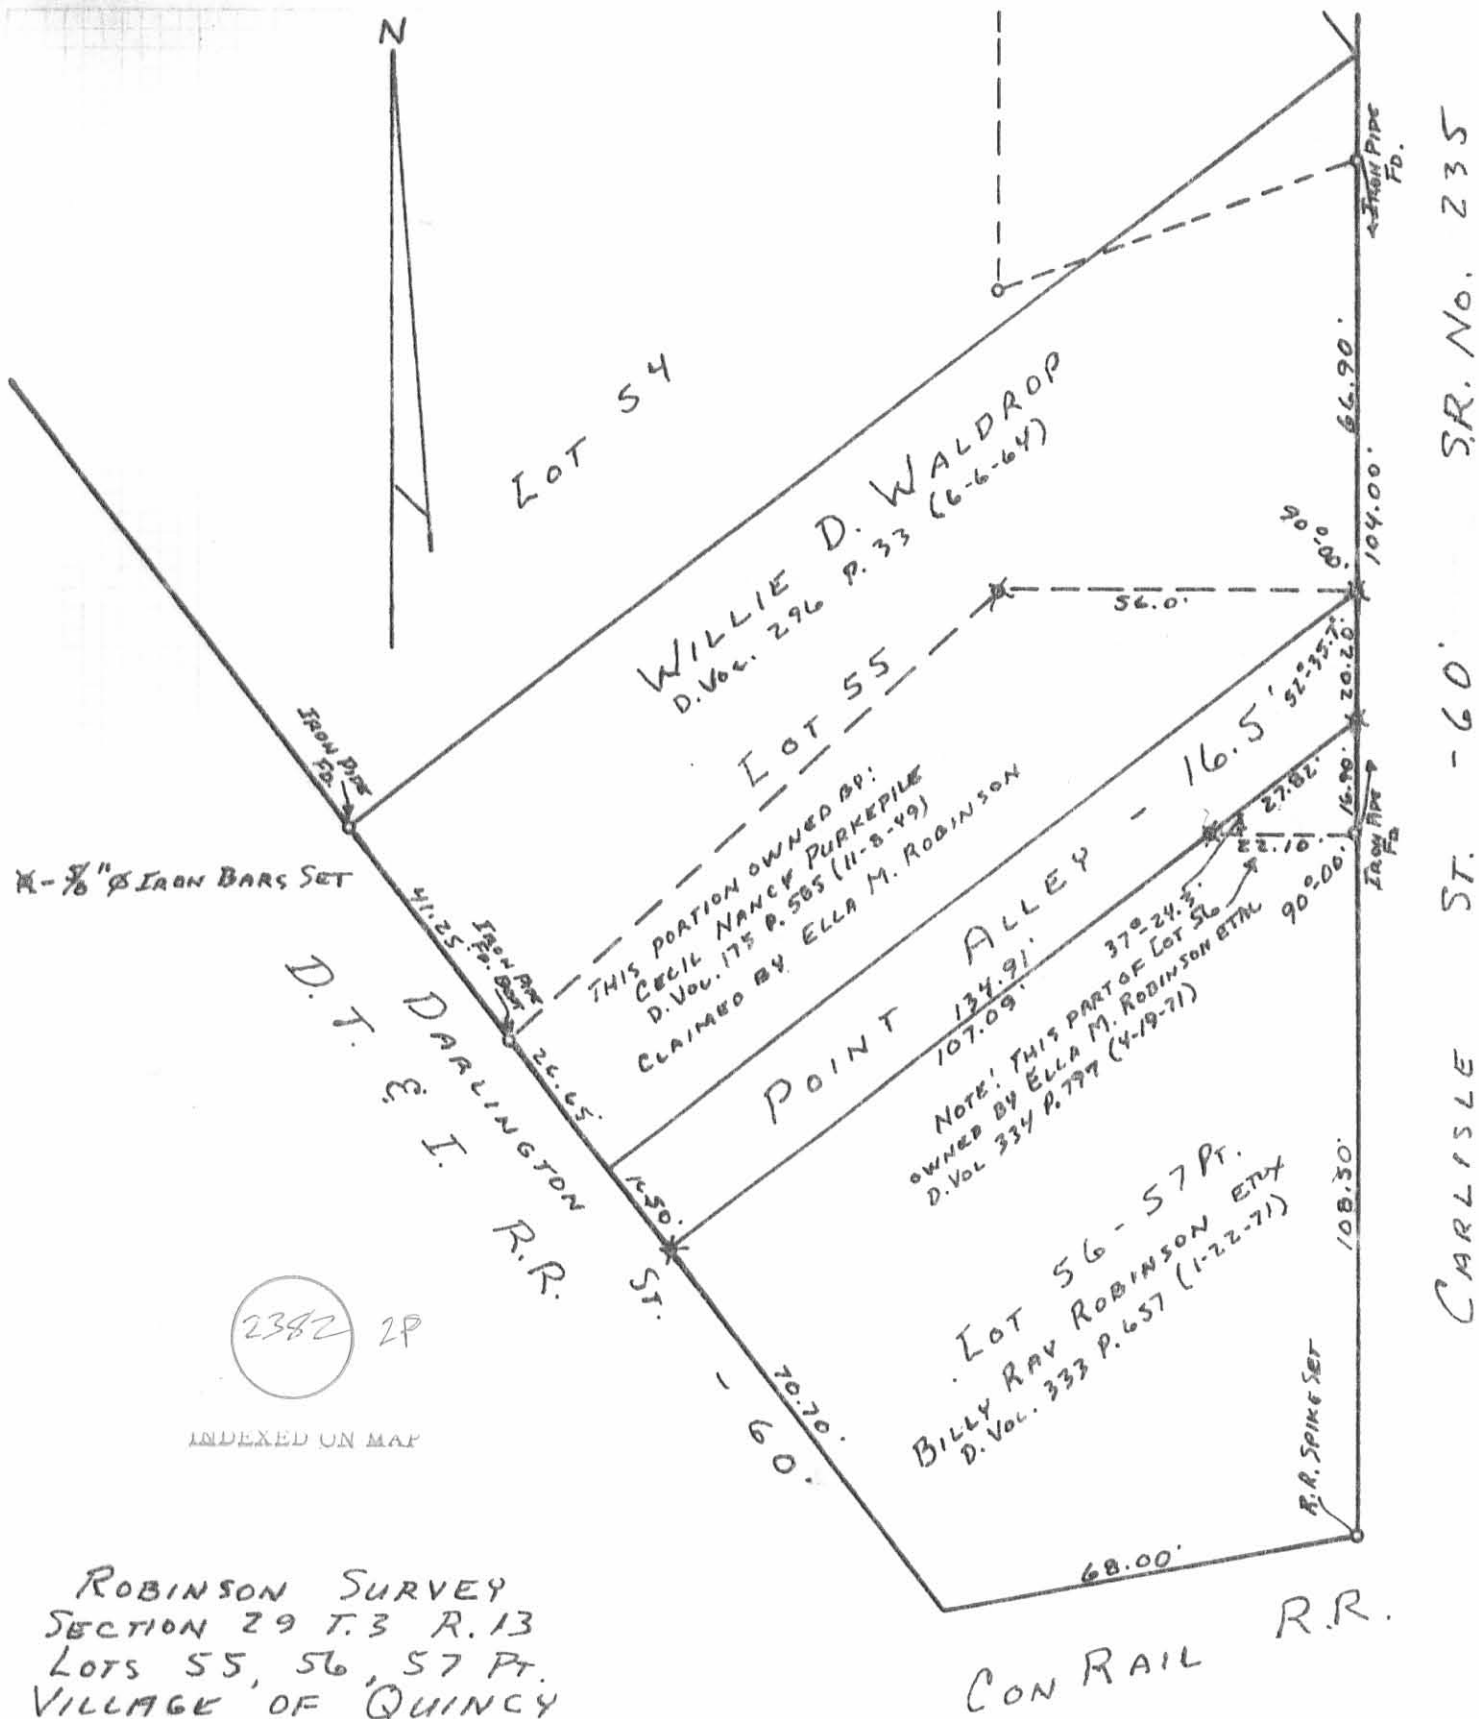 N
IRON PIPE
FD.
S.R. No. 235
LOT 54
66.90'
104.00'
WILLIE D. WALDROP
D. VOL. 296 P. 33 (6-6-64)
90°-00'
56.0'
LOT 55
20.20'
52°-35.7'
IRON PIPE
FD.
POINT ALLEY - 16.5'
THIS PORTION OWNED BY:
CECIL NANCY PURKEPILE
D. VOL. 175 P. 565 (11-8-49)
CLAIMED BY ELLA M. ROBINSON
27.82'
16.90'
22.10'
IRON PIPE
FD
90°-00'
- 5/8" Ø IRON BARS SET
41.25
IRON PIPE
FD. BENT
26.65'
134.91'
107.09'
37°-24.3'
NOTE! THIS PART OF LOT 56
OWNED BY ELLA M. ROBINSON ETAL
D. VOL 334 P. 797 (4-19-71)
D. T. & I. R.R.
DARLINGTON ST. - 60'
16.50'
CARLISLE ST. - 60'
108.50'
LOT 56 - 57 PT.
BILLY RAY ROBINSON ETUX
D. VOL. 333 P. 657 (1-22-71)
2382 2P
INDEXED ON MAP
70.70'
R.R. SPIKE SET
68.00'
CON RAIL R.R.
ROBINSON SURVEY
SECTION 29 T.3 R.13
LOTS 55, 56, 57 PT.
VILLAGE OF QUINCY